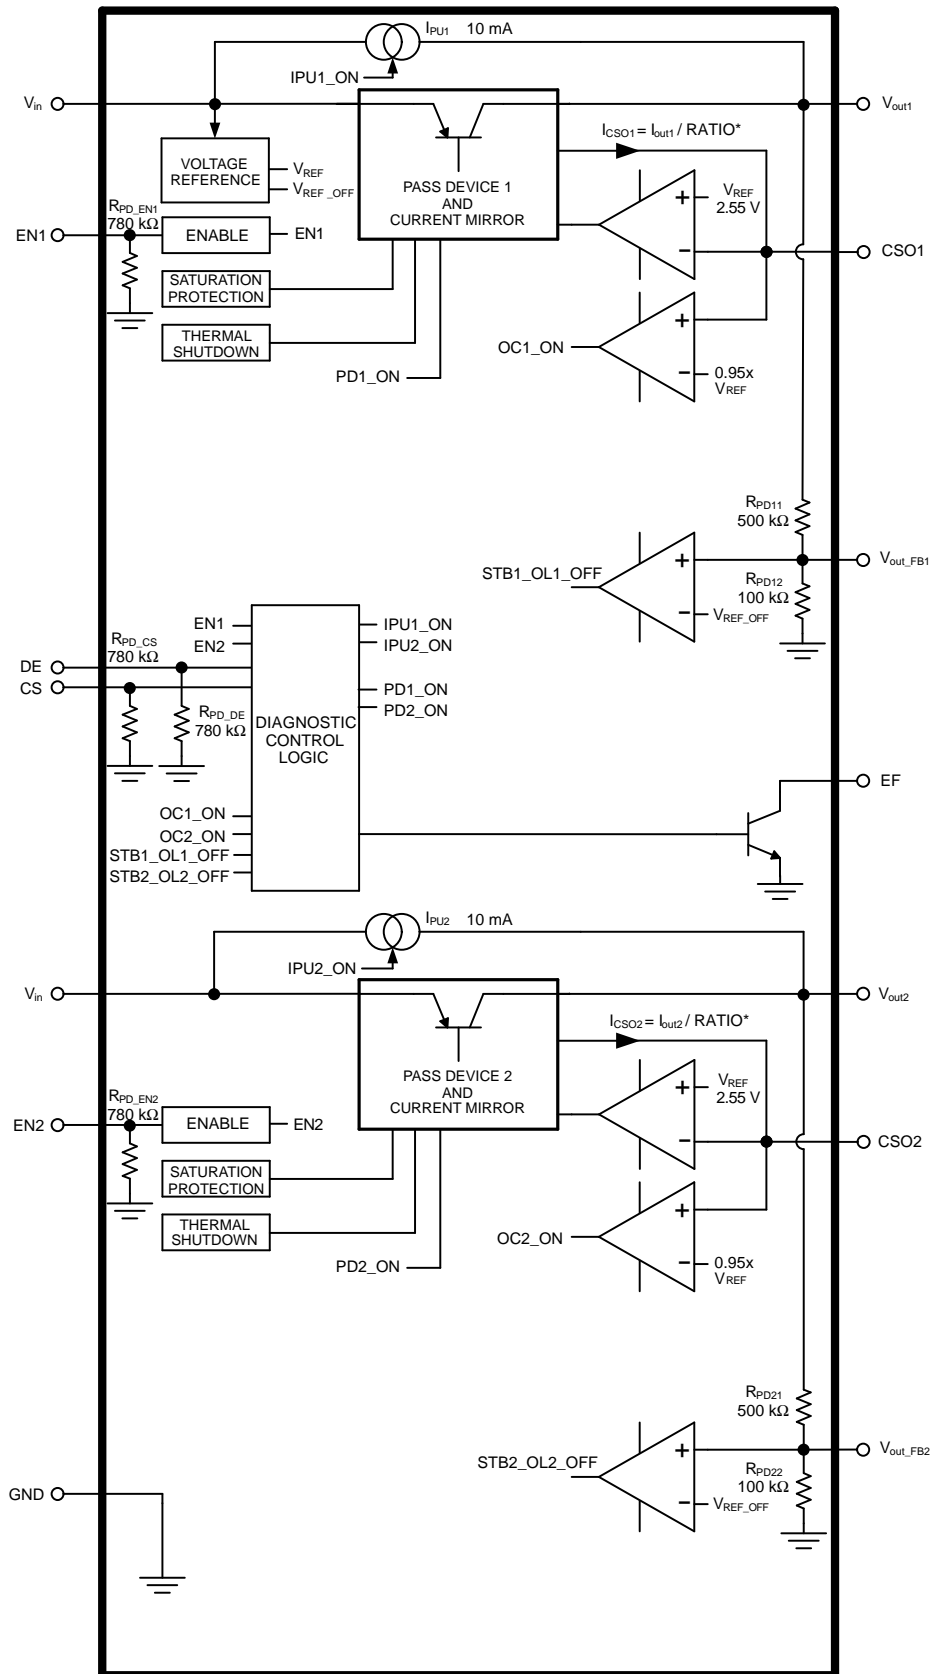 IPU1 10 mA
IPU1_ON
Vin
Vout1
ICSO1 = Iout1 / RATIO*
VOLTAGE
REFERENCE
VREF
VREF_OFF
PASS DEVICE 1
AND
CURRENT MIRROR
VREF
2.55 V
+
−
RPD_EN1
780 kΩ
EN1
ENABLE
EN1
CSO1
SATURATION
PROTECTION
THERMAL
SHUTDOWN
PD1_ON
OC1_ON
+
−
0.95x
VREF
RPD11
500 kΩ
Vout_FB1
STB1_OL1_OFF
+
−
RPD12
100 kΩ
VREF_OFF
EN1
EN2
IPU1_ON
IPU2_ON
RPD_CS
780 kΩ
DE
CS
RPD_DE
780 kΩ
PD1_ON
PD2_ON
DIAGNOSTIC
CONTROL
LOGIC
EF
OC1_ON
OC2_ON
STB1_OL1_OFF
STB2_OL2_OFF
IPU2 10 mA
IPU2_ON
Vin
Vout2
ICSO2 = Iout2 / RATIO*
PASS DEVICE 2
AND
CURRENT MIRROR
VREF
2.55 V
+
−
RPD_EN2
780 kΩ
EN2
ENABLE
EN2
CSO2
SATURATION
PROTECTION
THERMAL
SHUTDOWN
PD2_ON
OC2_ON
+
−
0.95x
VREF
RPD21
500 kΩ
Vout_FB2
STB2_OL2_OFF
+
−
RPD22
100 kΩ
VREF_OFF
GND